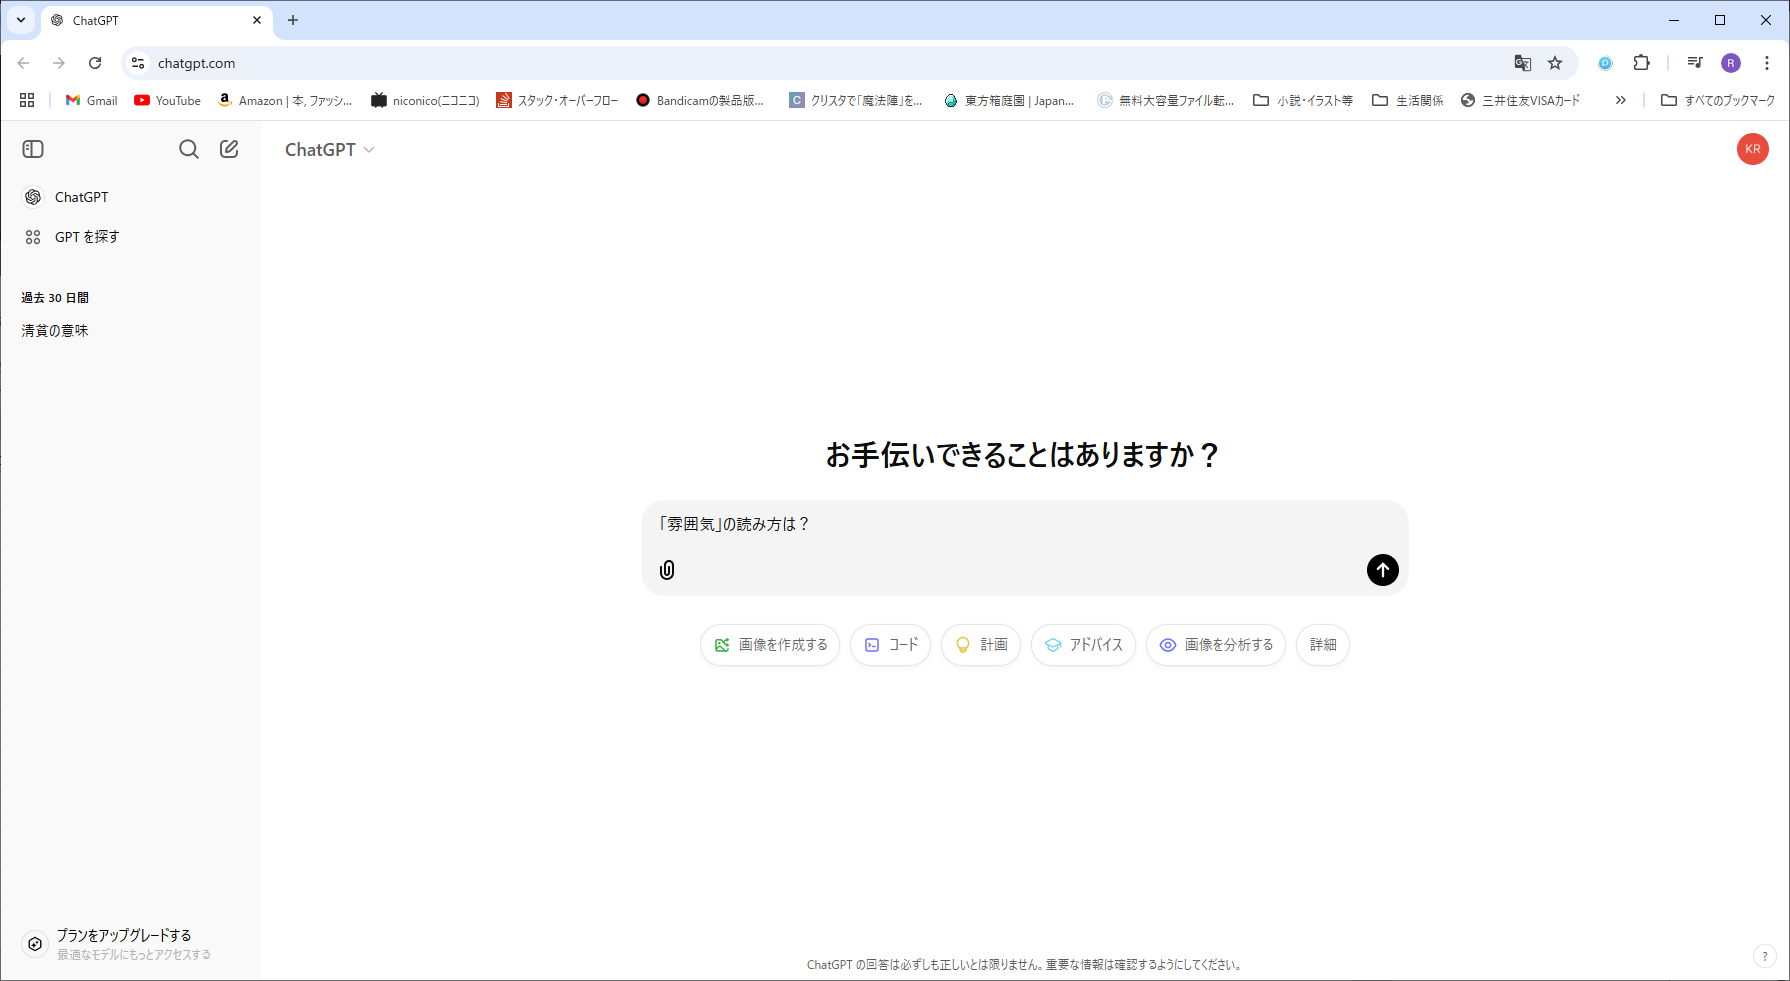 ChatGPT
chatgpt.com
R
Gmail
YouTube
Amazon | 本, ファッシ...
niconico(ニコニコ)
スタック・オーバーフロー
Bandicamの製品版...
C クリスタで「魔法陣」を...
東方箱庭園 | Japan...
無料大容量ファイル転...
小説・イラスト等
生活関係
三井住友VISAカード
»
すべてのブックマーク
ChatGPT
KR
ChatGPT
GPT を探す
過去 30 日間
清貧の意味
お手伝いできることはありますか？
「雰囲気」の読み方は？
画像を作成する
コード
計画
アドバイス
画像を分析する
詳細
プランをアップグレードする
最適なモデルにもっとアクセスする
ChatGPT の回答は必ずしも正しいとは限りません。重要な情報は確認するようにしてください。
?